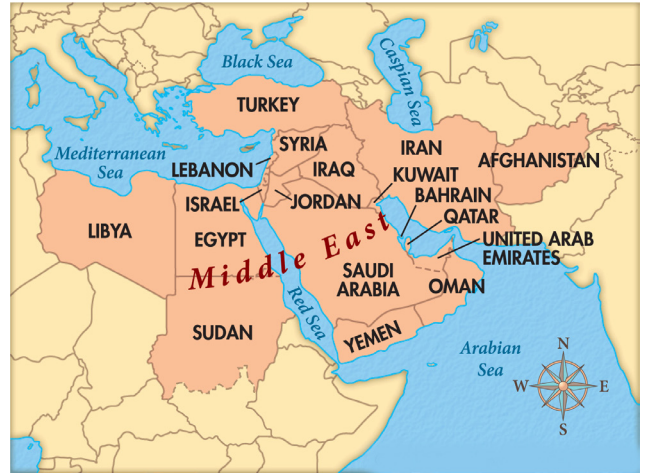 Black Sea
Caspian Sea
TURKEY
Mediterranean
Sea
SYRIA
LEBANON
IRAQ
IRAN
AFGHANISTAN
KUWAIT
ISRAEL
JORDAN
BAHRAIN
QATAR
LIBYA
EGYPT
UNITED ARAB
EMIRATES
Middle East
SAUDI
ARABIA
OMAN
Red Sea
SUDAN
YEMEN
Arabian
Sea
N
W
E
S